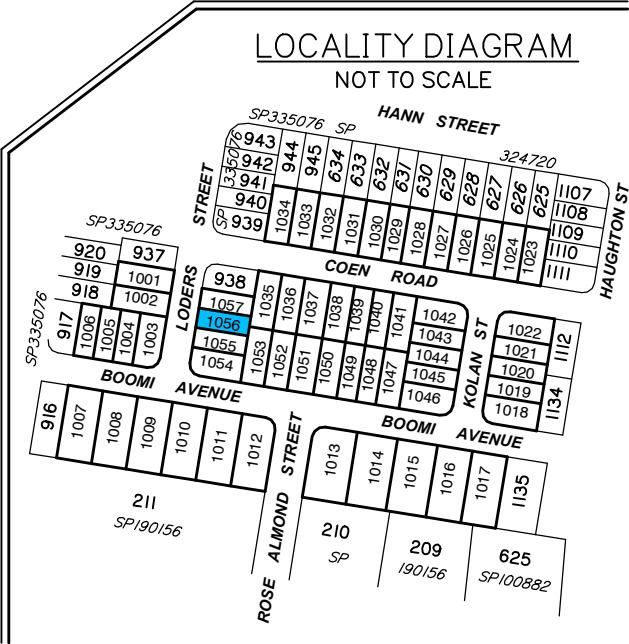 LOCALITY DIAGRAM
NOT TO SCALE
HANN STREET
SP335076 SP 324720
943 944 945 634 633 632 631 630 629 628 627 626 625 1107
942 1108
941 1109
940 1110
939 1111
335076
SP
STREET
HAUGHTON ST
1034 1033 1032 1031 1030 1029 1028 1027 1026 1025 1024 1023
SP335076
920 937
919 1001
918 1002
917 1006 1005 1004 1003
SP335076
LODERS
COEN ROAD
938 1035 1036 1037 1038 1039 1040 1041 1042
1057 1043
1056 1044
1055 1045
1054 1046
1053 1052 1051 1050 1049 1048 1047
KOLAN ST
1022 1112
1021
1020
1019 1134
1018
BOOMI AVENUE
BOOMI AVENUE
916 1007 1008 1009 1010 1011 1012
ROSE ALMOND STREET
1013 1014 1015 1016 1017 1135
211
SP190156
210
SP
209
190156
625
SP100882